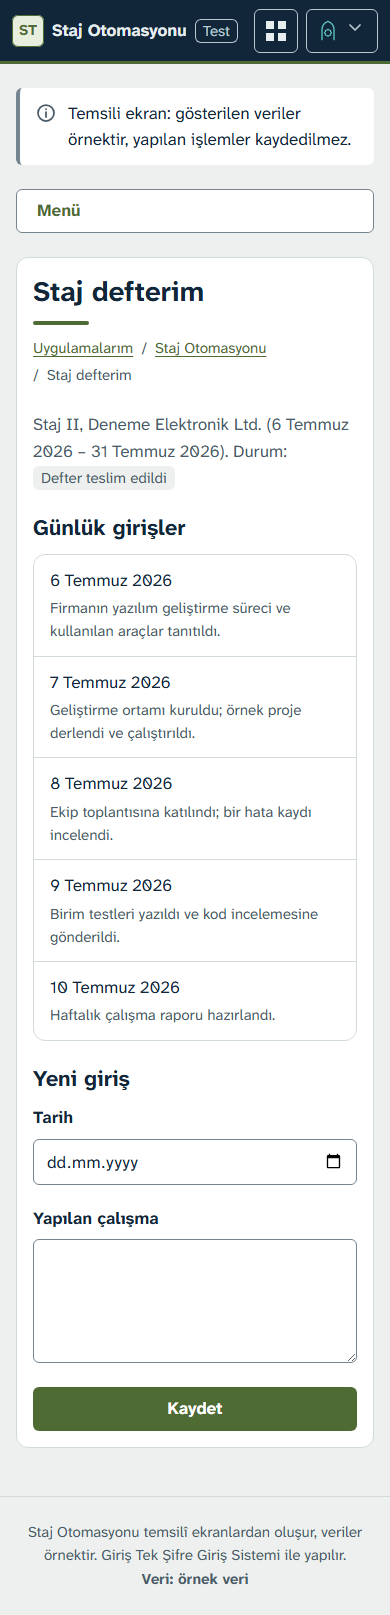 ST Staj Otomasyonu Test
Temsili ekran: gösterilen veriler
örnektir, yapılan işlemler kaydedilmez.
Menü
Staj defterim
Uygulamalarım / Staj Otomasyonu
/ Staj defterim
Staj II, Deneme Elektronik Ltd. (6 Temmuz
2026 – 31 Temmuz 2026). Durum:
Defter teslim edildi
Günlük girişler
6 Temmuz 2026
Firmanın yazılım geliştirme süreci ve
kullanılan araçlar tanıtıldı.
7 Temmuz 2026
Geliştirme ortamı kuruldu; örnek proje
derlendi ve çalıştırıldı.
8 Temmuz 2026
Ekip toplantısına katılındı; bir hata kaydı
incelendi.
9 Temmuz 2026
Birim testleri yazıldı ve kod incelemesine
gönderildi.
10 Temmuz 2026
Haftalık çalışma raporu hazırlandı.
Yeni giriş
Tarih
dd.mm.yyyy
Yapılan çalışma
Kaydet
Staj Otomasyonu temsilî ekranlardan oluşur, veriler
örnektir. Giriş Tek Şifre Giriş Sistemi ile yapılır.
Veri: örnek veri